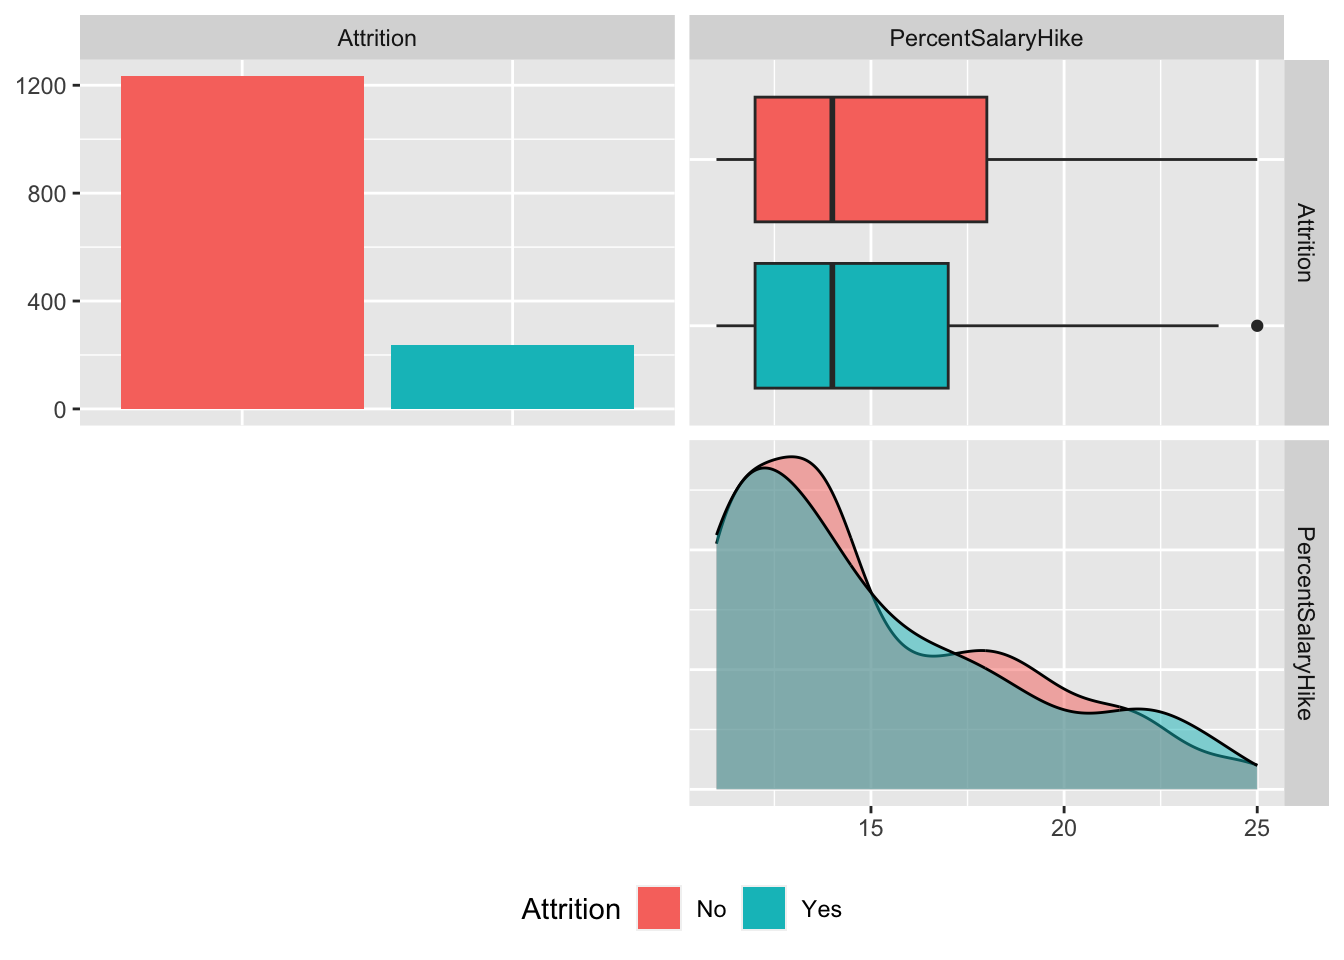 Attrition
PercentSalaryHike
1200
800
400
0
Attrition
PercentSalaryHike
15 20 25
Attrition No Yes